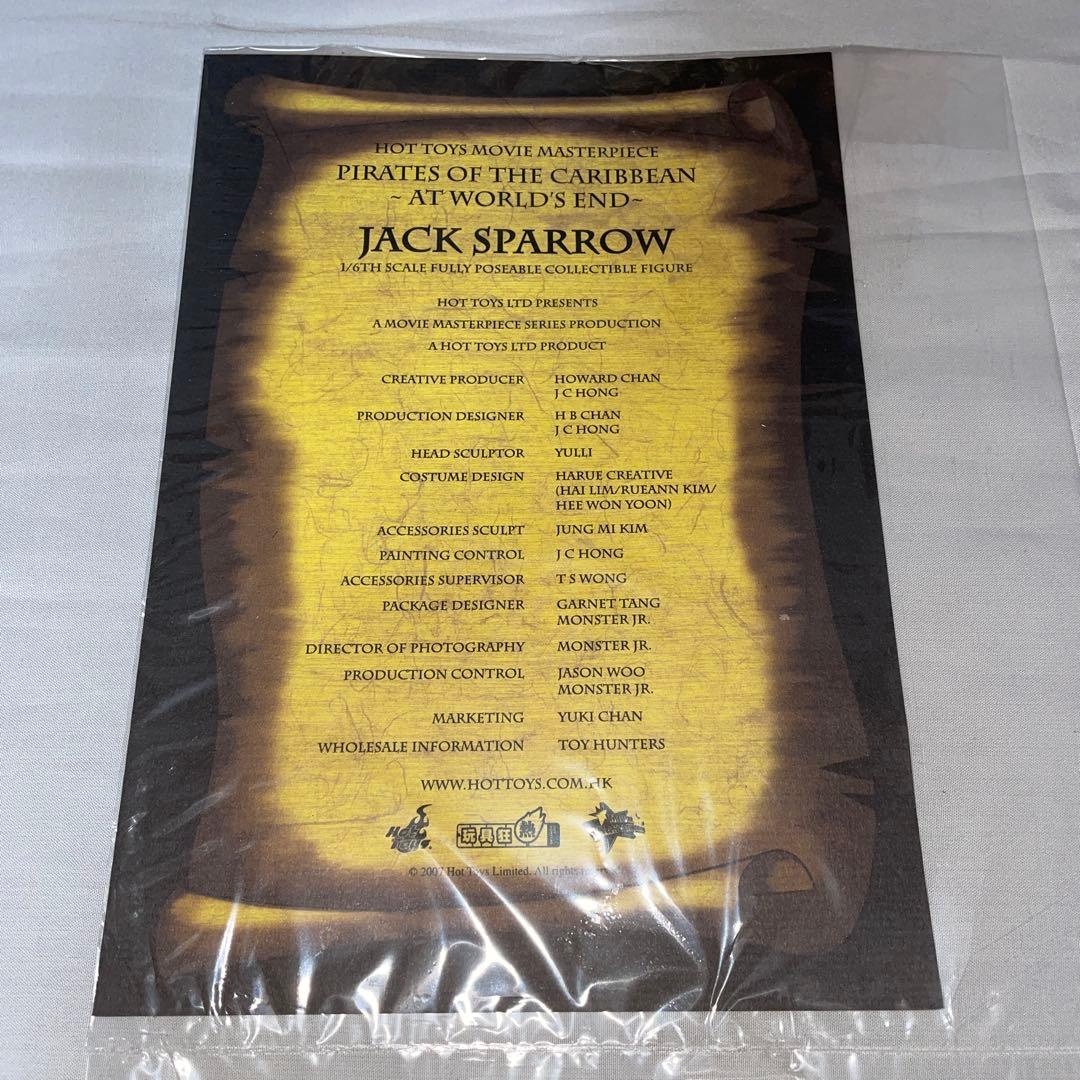 HOT TOYS MOVIE MASTERPIECE
PIRATES OF THE CARIBBEAN
~ AT WORLD'S END~
JACK SPARROW
1/6TH SCALE FULLY POSEABLE COLLECTIBLE FIGURE
HOT TOYS LTD PRESENTS
A MOVIE MASTERPIECE SERIES PRODUCTION
A HOT TOYS LTD PRODUCT
CREATIVE PRODUCER HOWARD CHAN
J C HONG
PRODUCTION DESIGNER H B CHAN
J C HONG
HEAD SCULPTOR YULLI
COSTUME DESIGN HARUE CREATIVE
(HAI LIM/RUEANN KIM/
HEE WON YOON)
ACCESSORIES SCULPT JUNG MI KIM
PAINTING CONTROL J C HONG
ACCESSORIES SUPERVISOR T S WONG
PACKAGE DESIGNER GARNET TANG
MONSTER JR.
DIRECTOR OF PHOTOGRAPHY MONSTER JR.
PRODUCTION CONTROL JASON WOO
MONSTER JR.
MARKETING YUKI CHAN
WHOLESALE INFORMATION TOY HUNTERS
WWW.HOTTOYS.COM.HK
HOT TOYS 玩具狂熱
© 2007 Hot Toys Limited. All rights